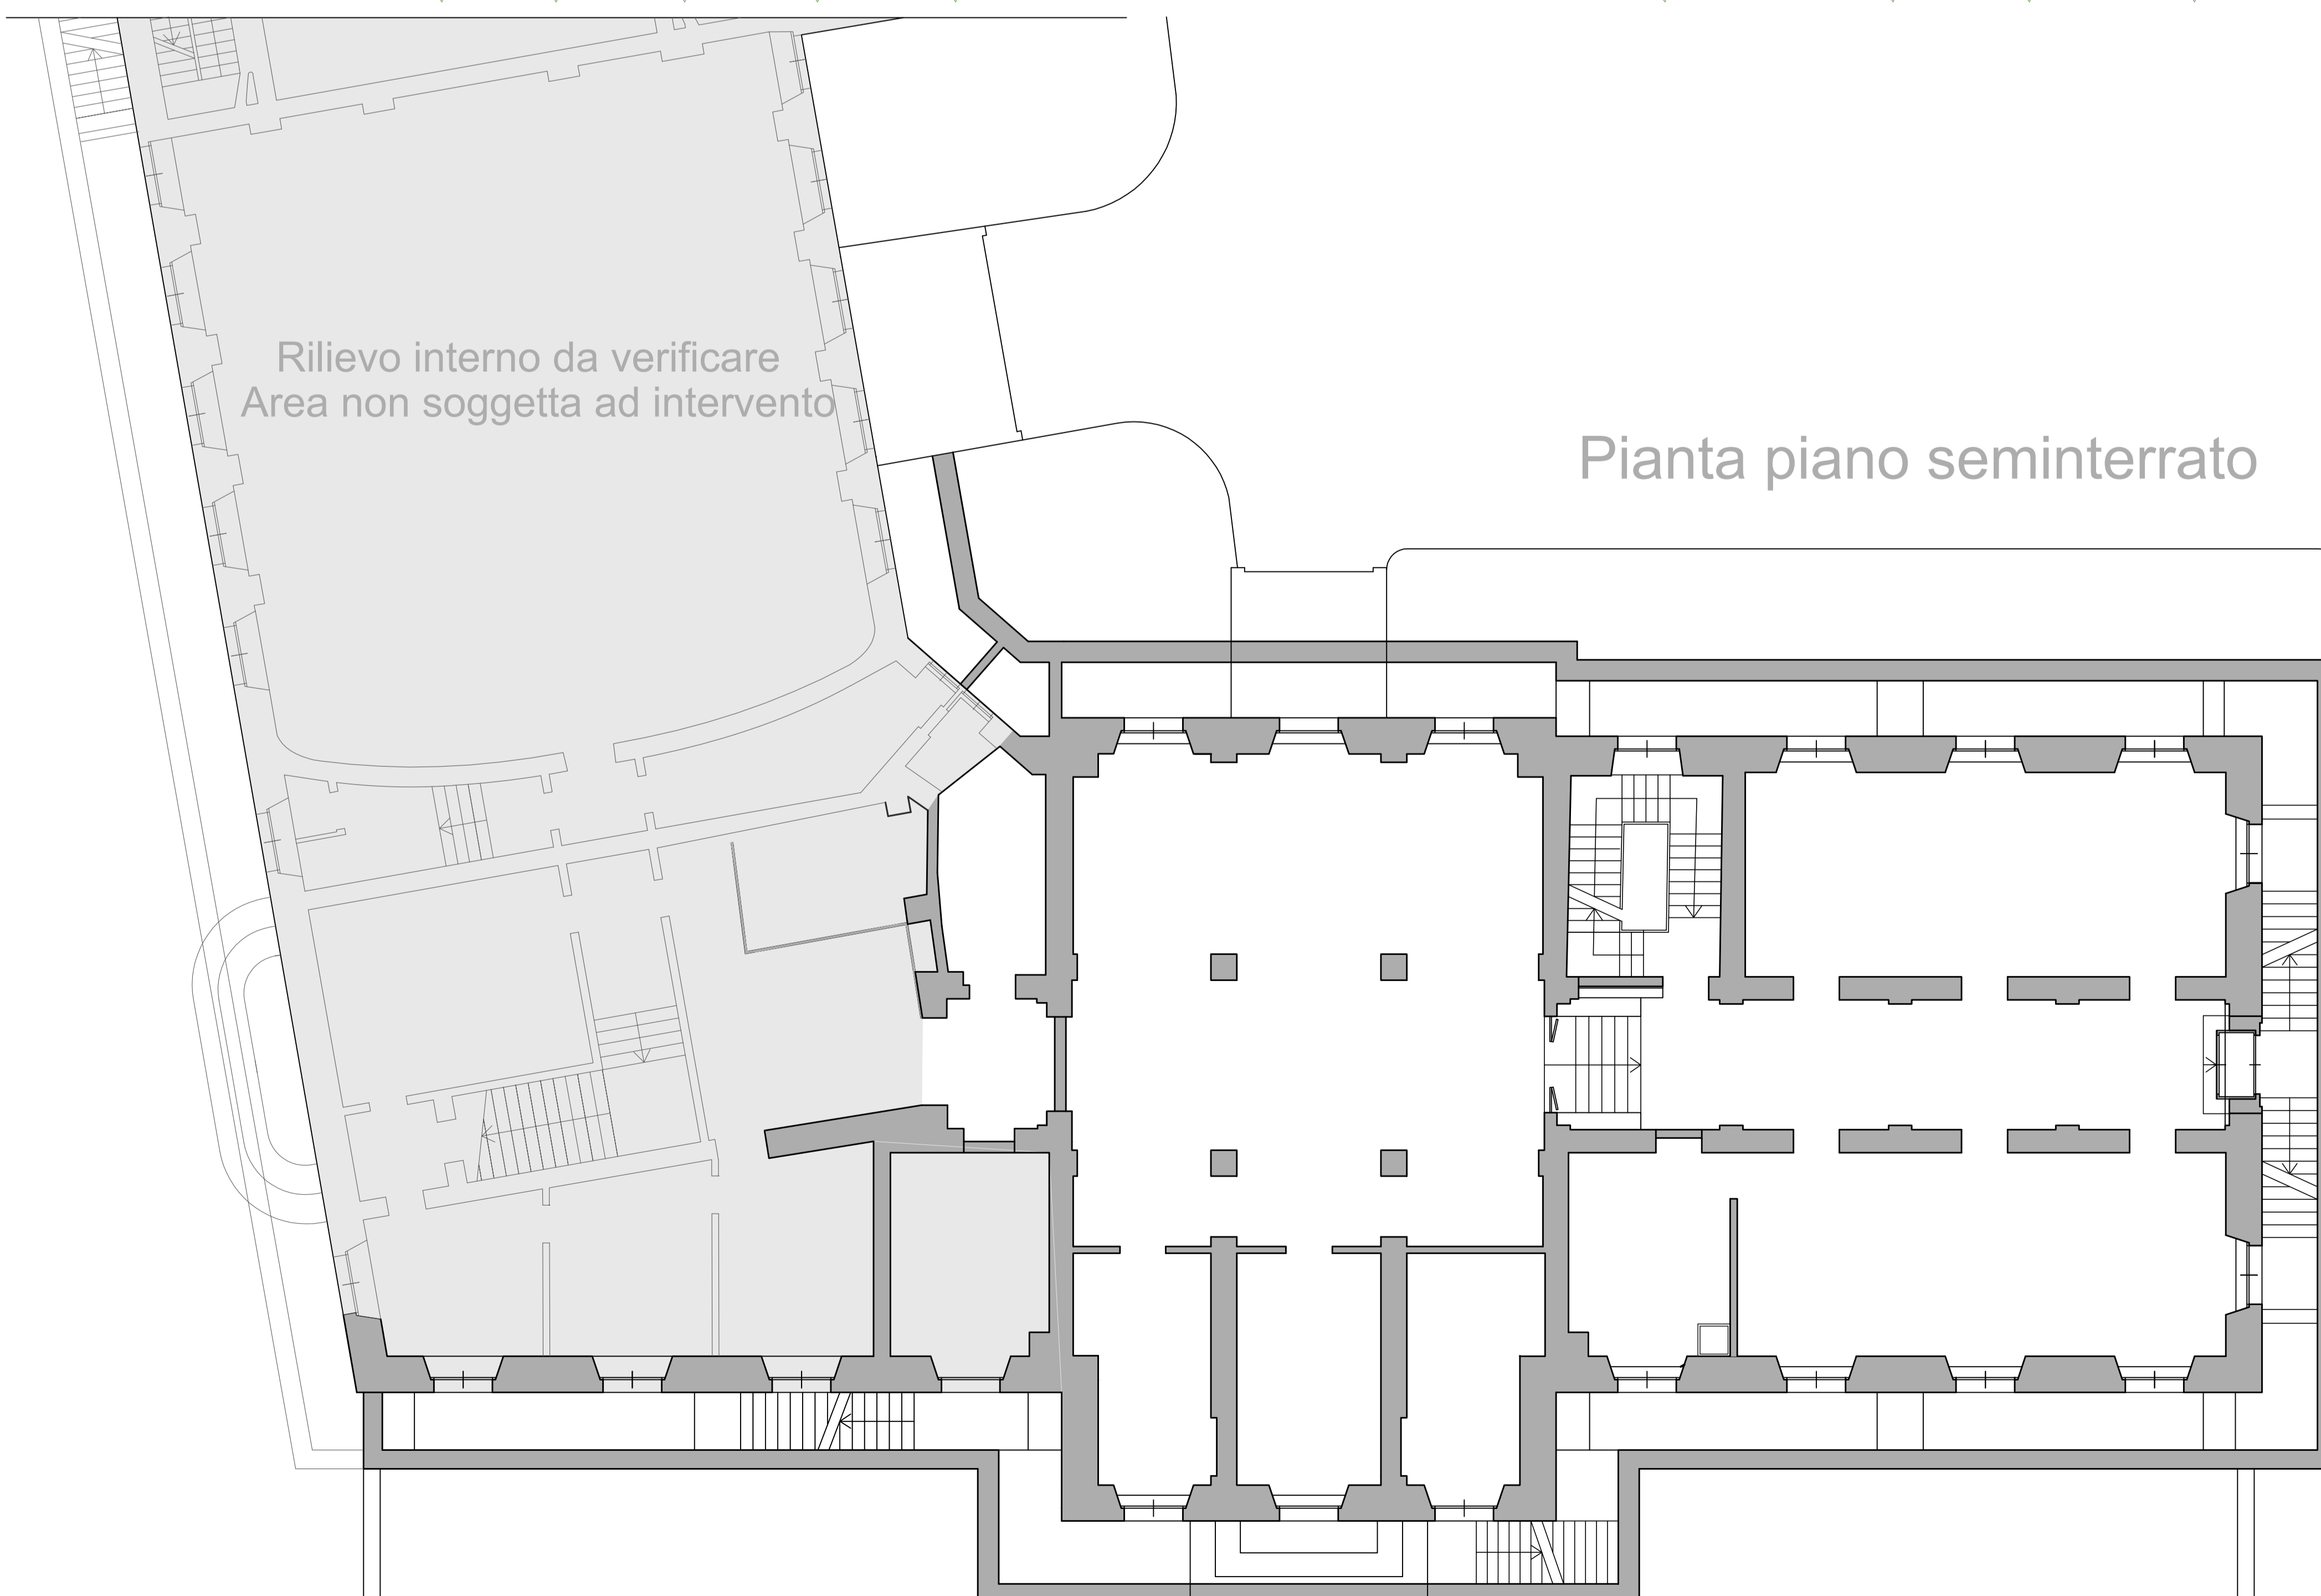 Rilievo interno da verificare
Area non soggetta ad intervento
Pianta piano seminterrato